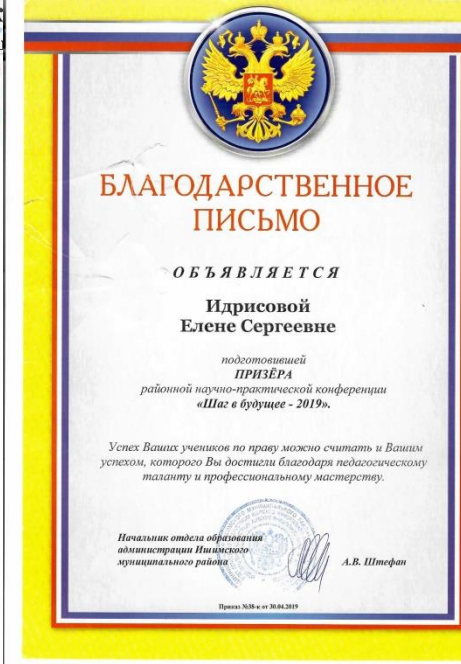 БЛАГОДАРСТВЕННОЕ
ПИСЬМО
ОБЪЯВЛЯЕТСЯ
Идрисовой
Елене Сергеевне
подготовившей
ПРИЗЁРА
районной научно-практической конференции
«Шаг в будущее - 2019».
Успех Ваших учеников по праву можно считать и Вашим
успехом, которого Вы достигли благодаря педагогическому
таланту и профессиональному мастерству.
Начальник отдела образования
администрации Ишимского
муниципального района
А.В. Штефан
Приказ №38-к от 30.04.2019